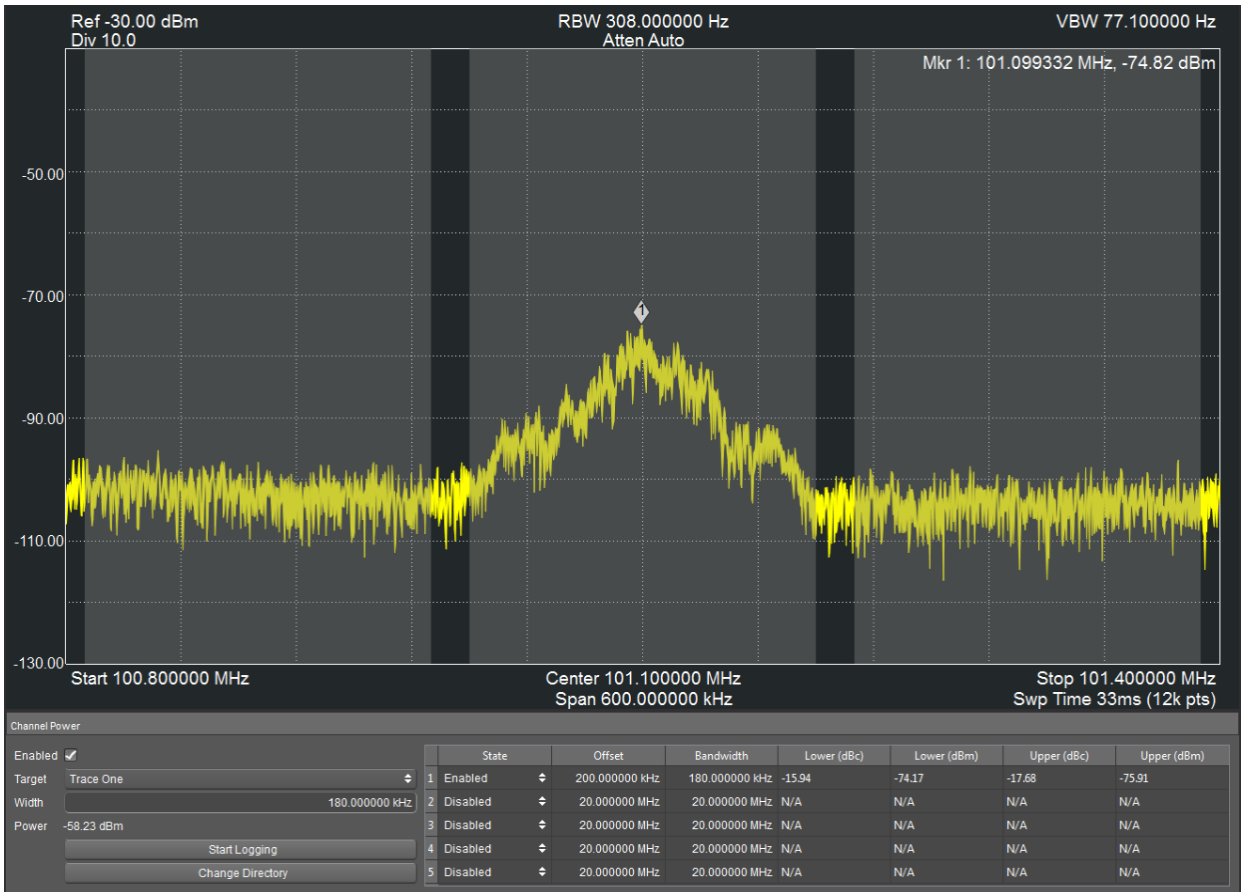 Ref -30.00 dBm RBW 308.000000 Hz VBW 77.100000 Hz
Div 10.0 Atten Auto
Mkr 1: 101.099332 MHz, -74.82 dBm
-50.00
-70.00
1
-90.00
-110.00
-130.00
Start 100.800000 MHz Center 101.100000 MHz Stop 101.400000 MHz
Span 600.000000 kHz Swp Time 33ms (12k pts)
Channel Power
Enabled
Target Trace One
Width 180.000000 kHz
Power -58.23 dBm
Start Logging
Change Directory
State Offset Bandwidth Lower (dBc) Lower (dBm) Upper (dBc) Upper (dBm)
1 Enabled 200.000000 kHz 180.000000 kHz -15.94 -74.17 -17.68 -75.91
2 Disabled 20.000000 MHz 20.000000 MHz N/A N/A N/A N/A
3 Disabled 20.000000 MHz 20.000000 MHz N/A N/A N/A N/A
4 Disabled 20.000000 MHz 20.000000 MHz N/A N/A N/A N/A
5 Disabled 20.000000 MHz 20.000000 MHz N/A N/A N/A N/A